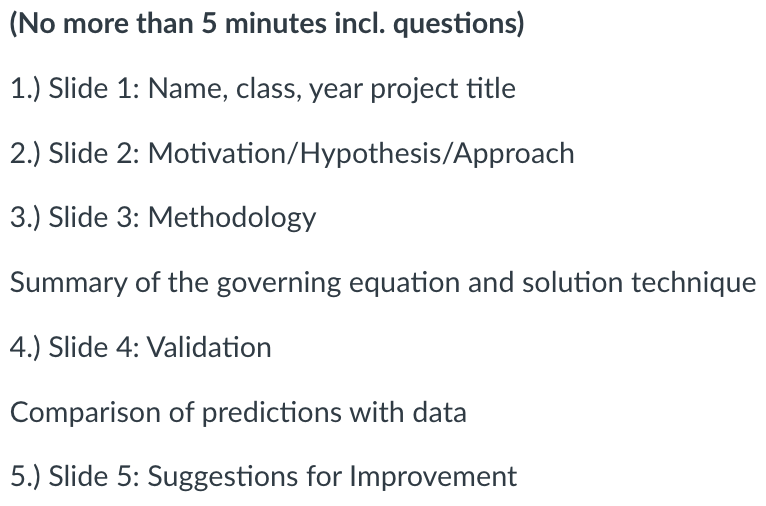 (No more than 5 minutes incl. questions)
1.) Slide 1: Name, class, year project title
2.) Slide 2: Motivation/Hypothesis/Approach
3.) Slide 3: Methodology
Summary of the governing equation and solution technique
4.) Slide 4: Validation
Comparison of predictions with data
5.) Slide 5: Suggestions for Improvement